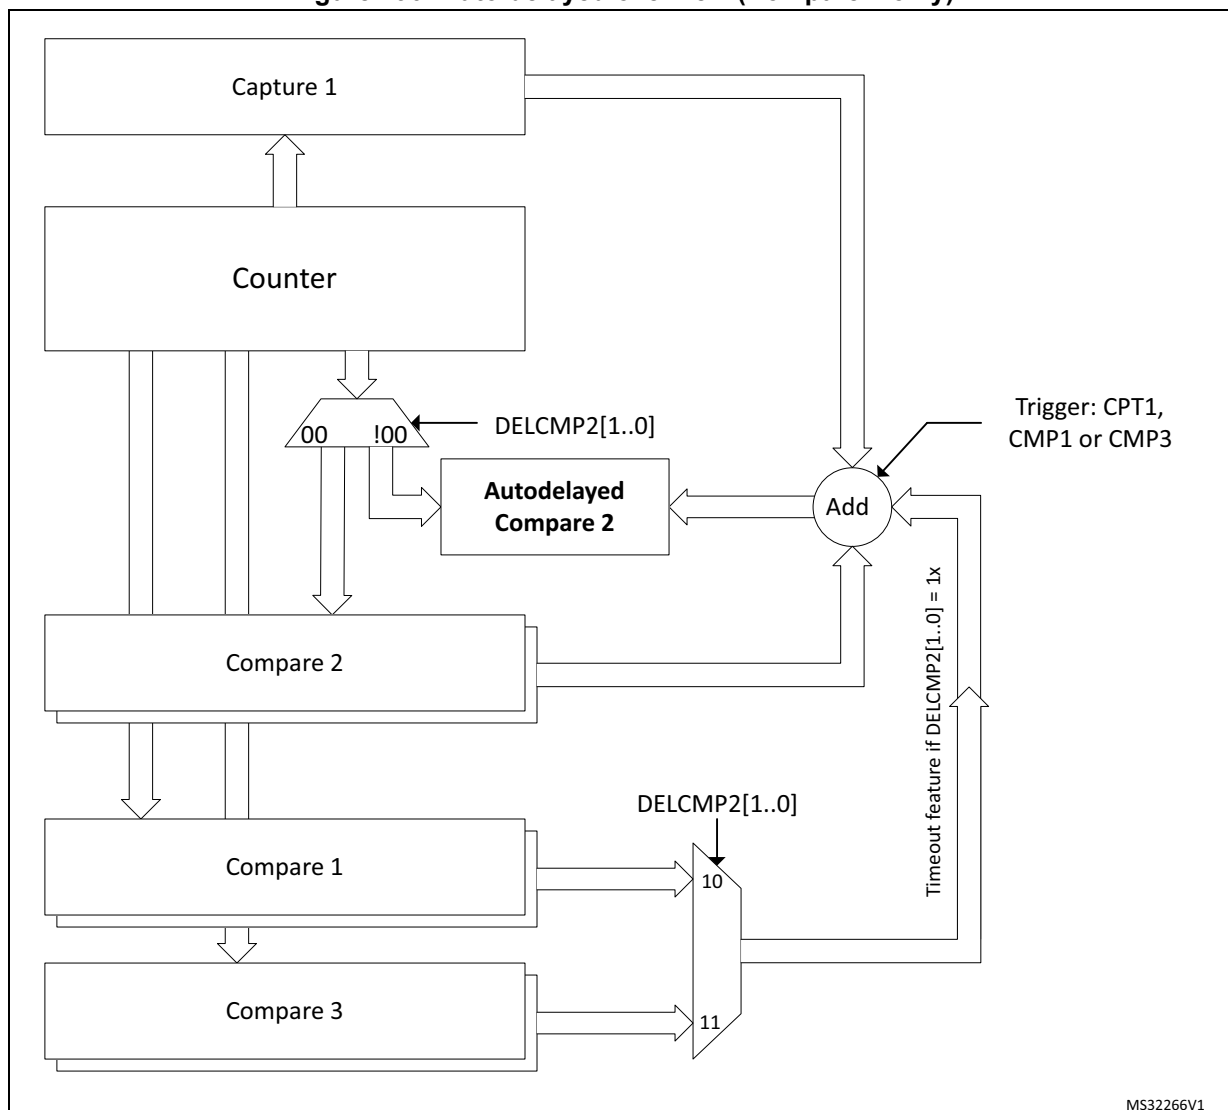 Capture 1
Counter
00 !00
DELCMP2[1..0]
Trigger: CPT1,
CMP1 or CMP3
Autodelayed
Compare 2
Add
Compare 2
Timeout feature if DELCMP2[1..0] = 1x
DELCMP2[1..0]
Compare 1
10
Compare 3
11
MS32266V1